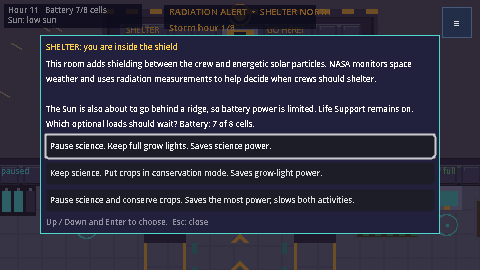 Hour 11 Battery 7/8 cells
Sun: low sun
RADIATION ALERT • SHELTER NORTH
SHELTER
GO HERE!
Storm hour 1/8
SHELTER: you are inside the shield
This room adds shielding between the crew and energetic solar particles. NASA monitors space
weather and uses radiation measurements to help decide when crews should shelter.
The Sun is also about to go behind a ridge, so battery power is limited. Life Support remains on.
Which optional loads should wait? Battery: 7 of 8 cells.
Pause science. Keep full grow lights. Saves science power.
Keep science. Put crops in conservation mode. Saves grow-light power.
Pause science and conserve crops. Saves the most power; slows both activities.
Up / Down and Enter to choose. Esc: close
paused
full